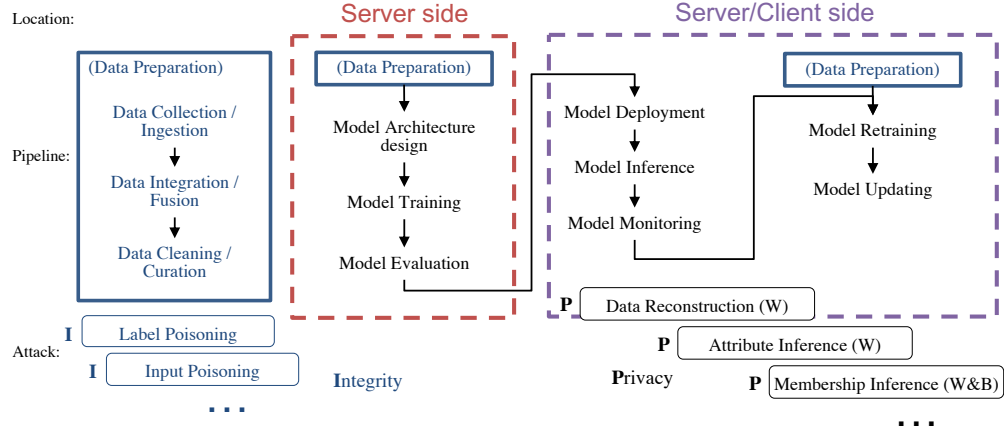 Location:
Server side
Server/Client side
(Data Preparation)
Data Collection /
Ingestion
Data Integration /
Fusion
Data Cleaning /
Curation
(Data Preparation)
Model Architecture
design
Model Training
Model Evaluation
Model Deployment
Model Inference
Model Monitoring
(Data Preparation)
Model Retraining
Model Updating
Pipeline:
Attack:
I Label Poisoning
I Input Poisoning
...
Integrity
P Data Reconstruction (W)
P Attribute Inference (W)
Privacy
P Membership Inference (W&B)
...